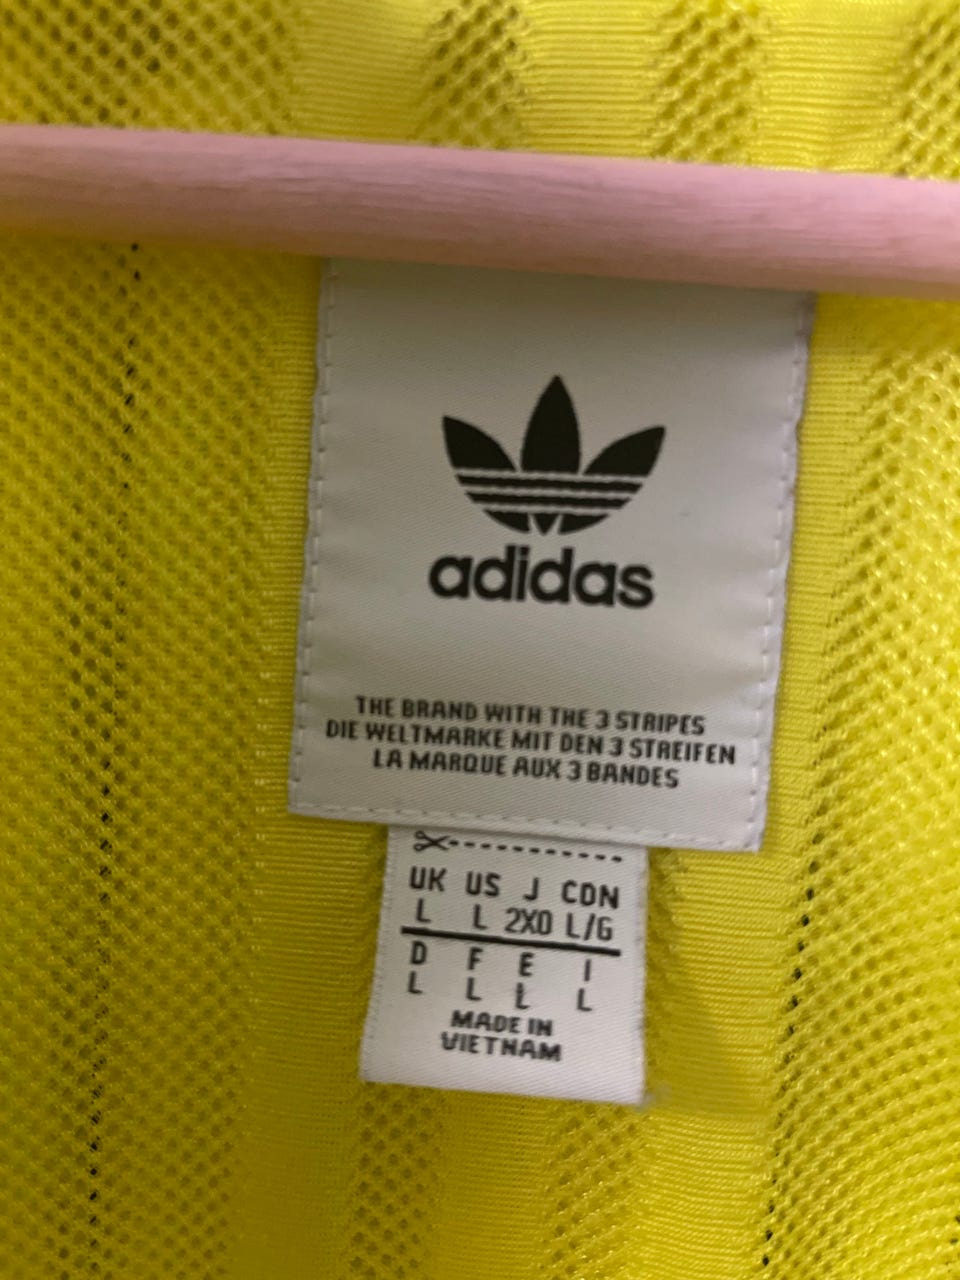 adidas
THE BRAND WITH THE 3 STRIPES
DIE WELTMARKE MIT DEN 3 STREIFEN
LA MARQUE AUX 3 BANDES
UK US J CDN
L L 2XO L/G
D F E I
L L L L
MADE IN
VIETNAM